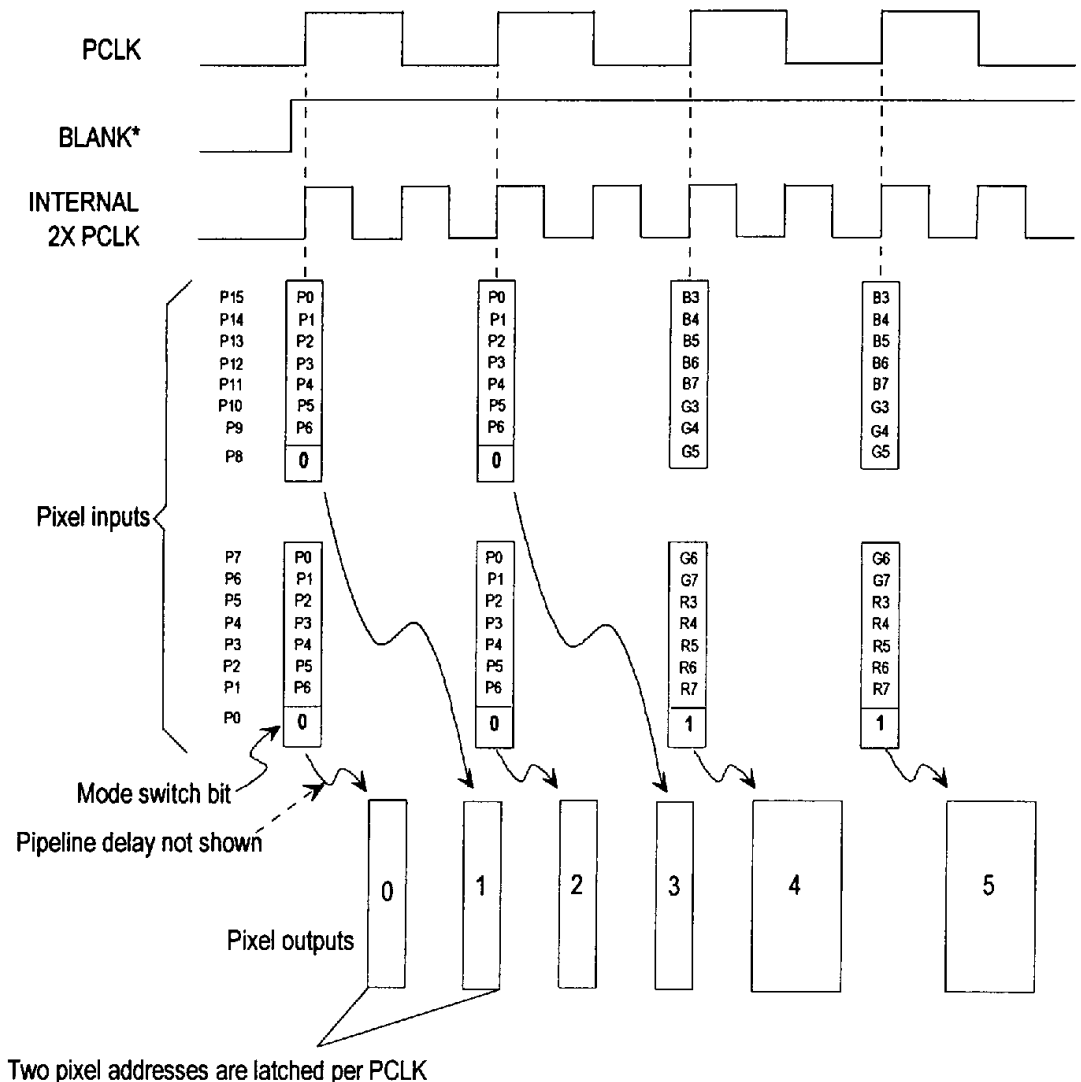 PCLK
BLANK*
INTERNAL
2X PCLK
P15 P0 P0 B3 B3
P14 P1 P1 B4 B4
P13 P2 P2 B5 B5
P12 P3 P3 B6 B6
P11 P4 P4 B7 B7
P10 P5 P5 G3 G3
P9 P6 P6 G4 G4
P8 0 0 G5 G5
Pixel inputs
P7 P0 P0 G6 G6
P6 P1 P1 G7 G7
P5 P2 P2 R3 R3
P4 P3 P3 R4 R4
P3 P4 P4 R5 R5
P2 P5 P5 R6 R6
P1 P6 P6 R7 R7
P0 0 0 1 1
Mode switch bit
Pipeline delay not shown
0 1 2 3 4 5
Pixel outputs
Two pixel addresses are latched per PCLK